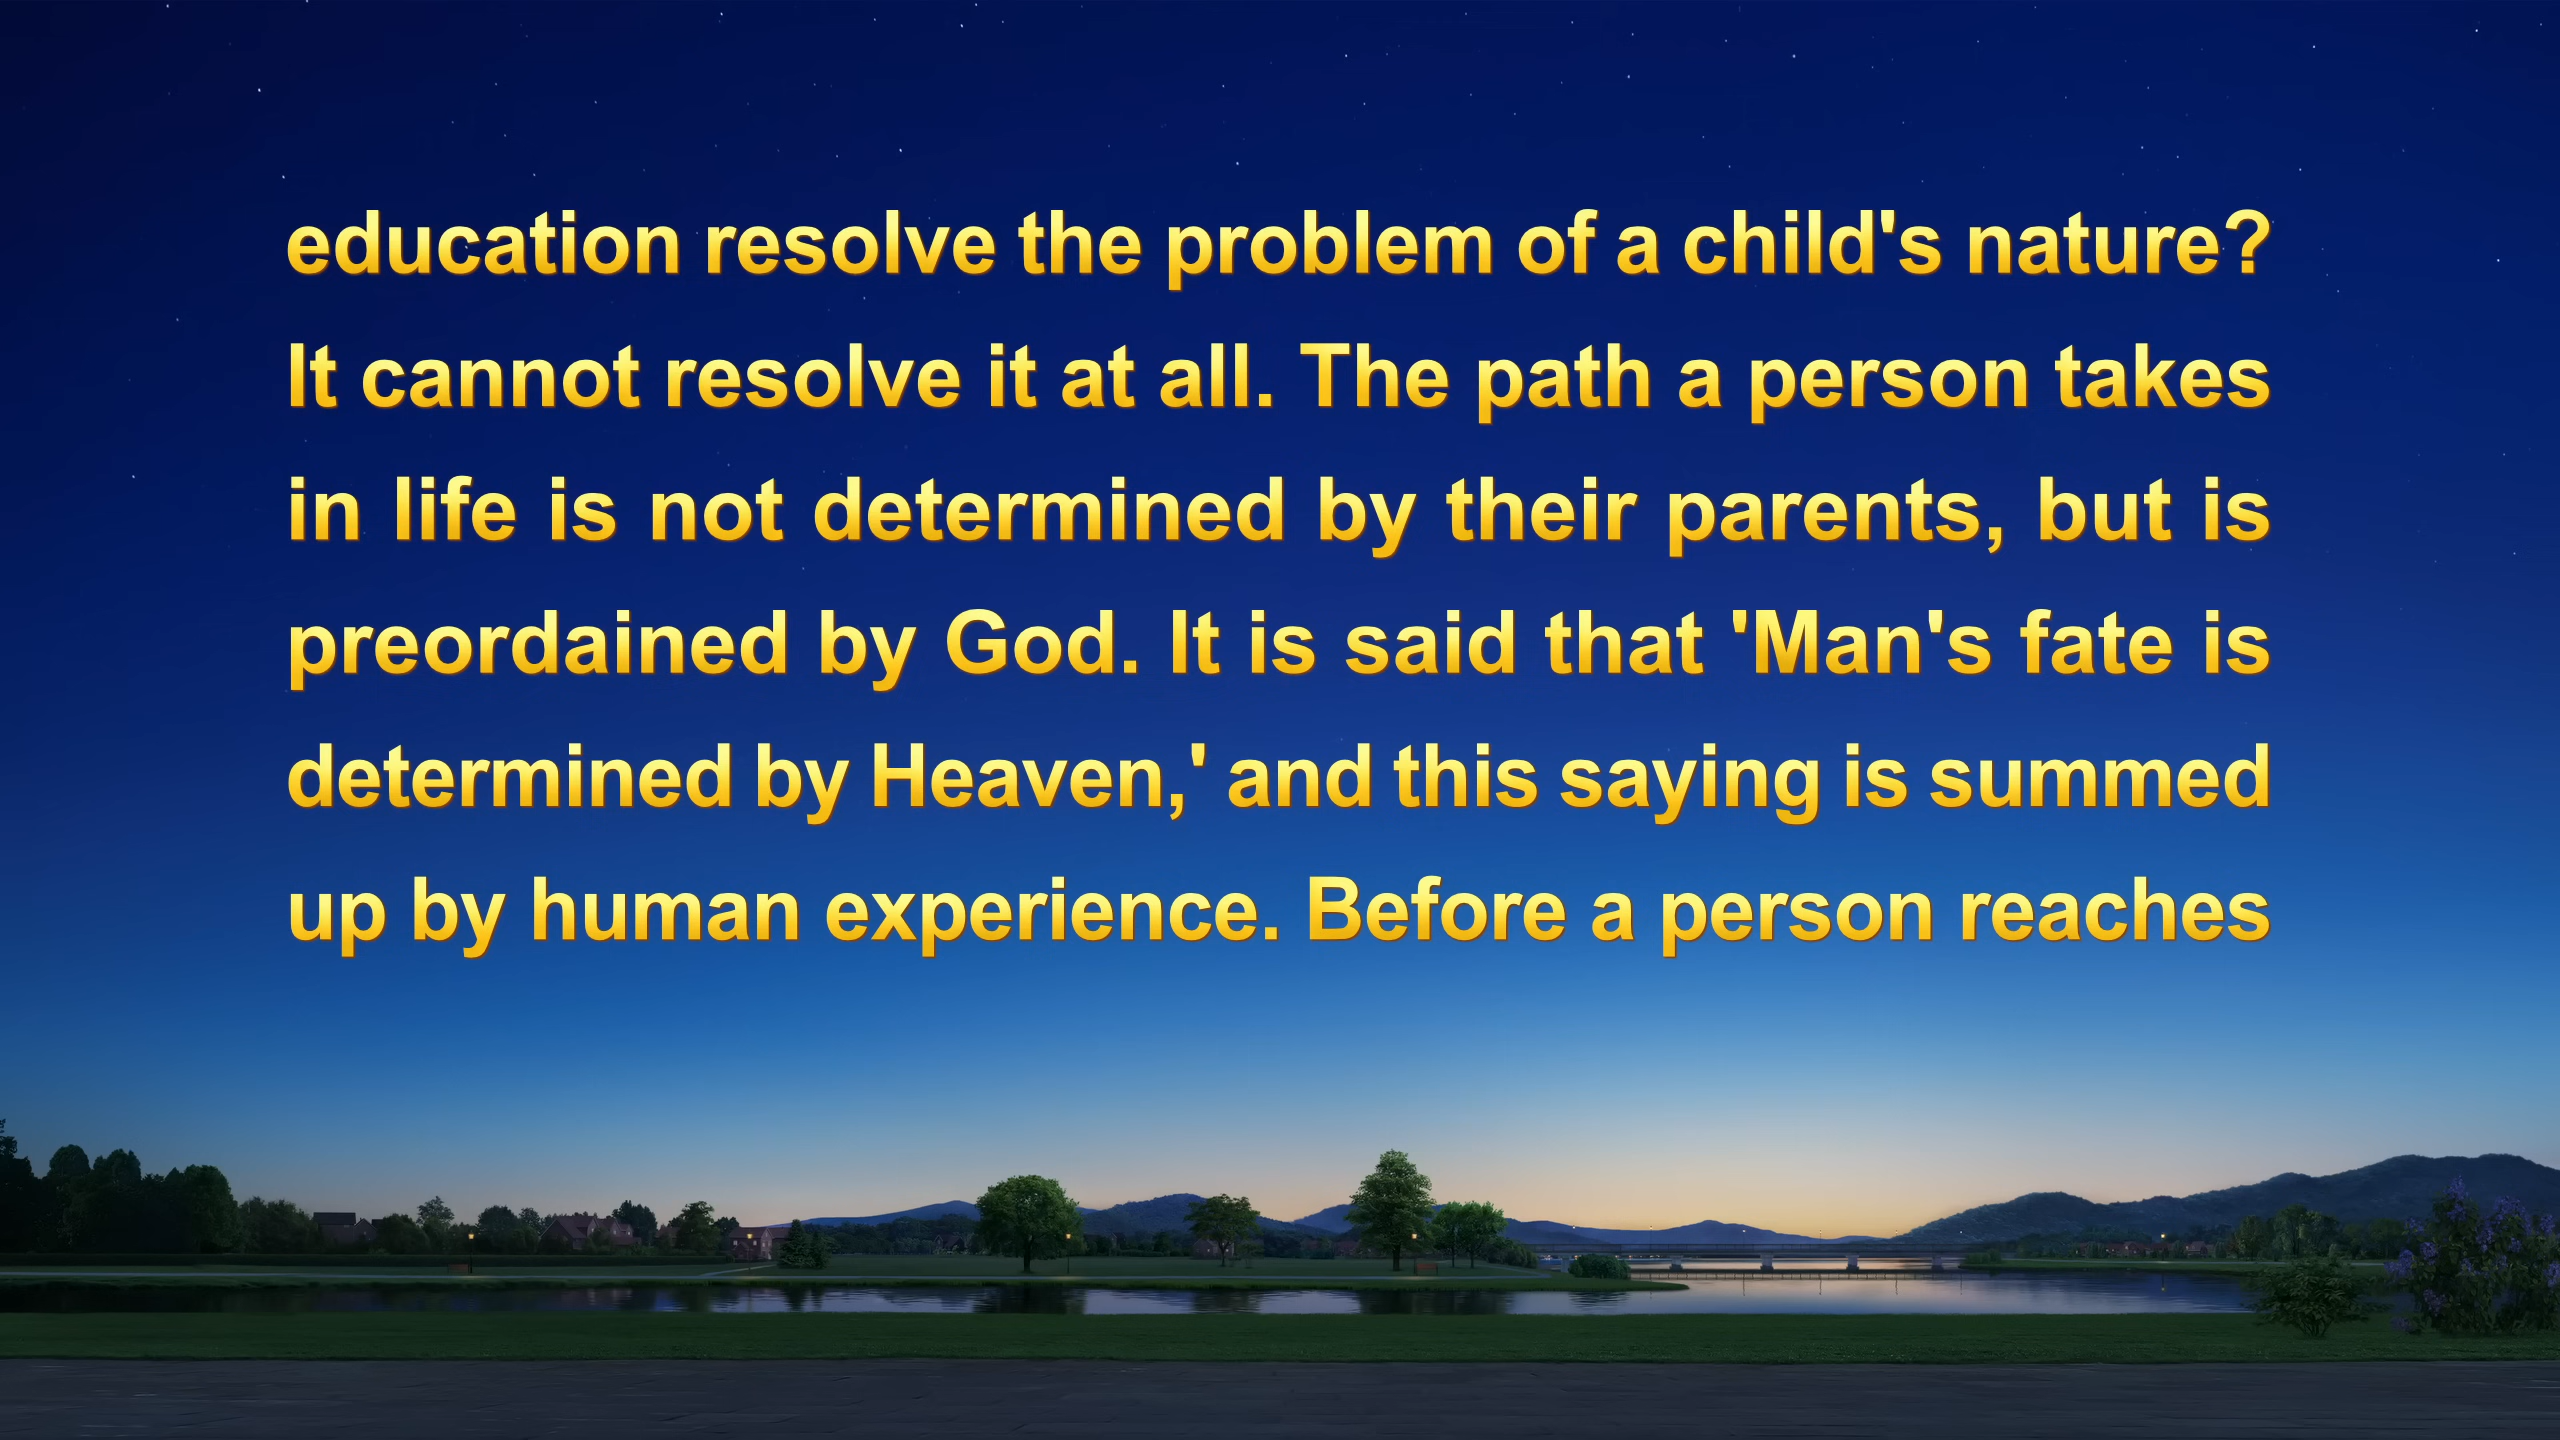 education resolve the problem of a child's nature?
It cannot resolve it at all. The path a person takes
in life is not determined by their parents, but is
preordained by God. It is said that 'Man's fate is
determined by Heaven,' and this saying is summed
up by human experience. Before a person reaches